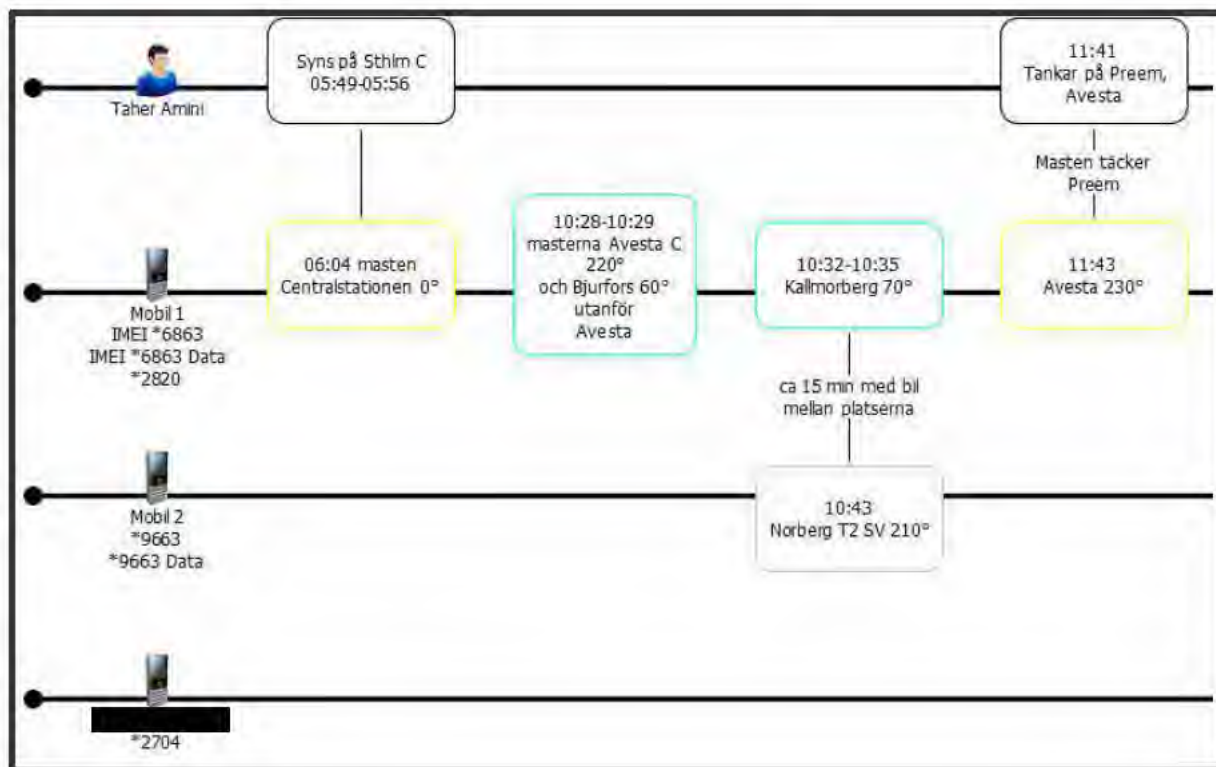 Taher Amini
Syns på Sthlm C
05:49-05:56
11:41
Tankar på Preem,
Avesta
Masten täcker
Preem
Mobil 1
IMEI *6863
IMEI *6863 Data
*2820
06:04 masten
Centralstationen 0°
10:28-10:29
masterna Avesta C
220°
och Bjurfors 60°
utanför
Avesta
10:32-10:35
Kallmorberg 70°
11:43
Avesta 230°
ca 15 min med bil
mellan platserna
Mobil 2
*9663
*9663 Data
10:43
Norberg T2 SV 210°
*2704